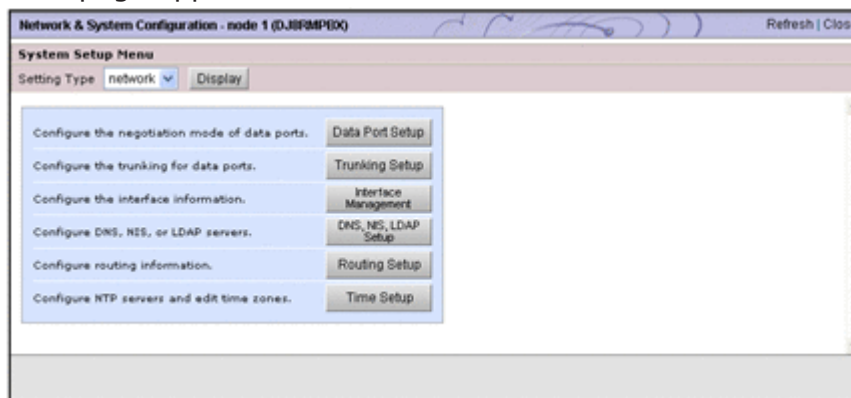 Network & System Configuration - node 1 (DJBRMPBX) Refresh | Clos
System Setup Menu
Setting Type network Display
Configure the negotiation mode of data ports. Data Port Setup
Configure the trunking for data ports. Trunking Setup
Configure the interface information. Interface Management
Configure DNS, NIS, or LDAP servers. DNS, NIS, LDAP Setup
Configure routing information. Routing Setup
Configure NTP servers and edit time zones. Time Setup